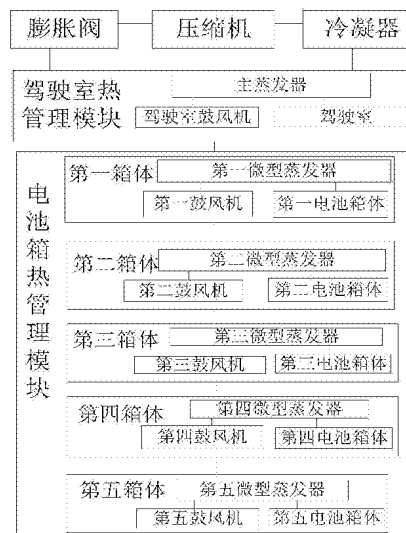 膨胀阀 压缩机 冷凝器
驾驶室热管理模块
主蒸发器
驾驶室鼓风机 驾驶室
电池箱热管理模块
第一箱体 第一微型蒸发器
第一鼓风机 第一电池箱体
第二箱体 第二微型蒸发器
第二鼓风机 第二电池箱体
第三箱体 第三微型蒸发器
第三鼓风机 第三电池箱体
第四箱体 第四微型蒸发器
第四鼓风机 第四电池箱体
第五箱体 第五微型蒸发器
第五鼓风机 第五电池箱体